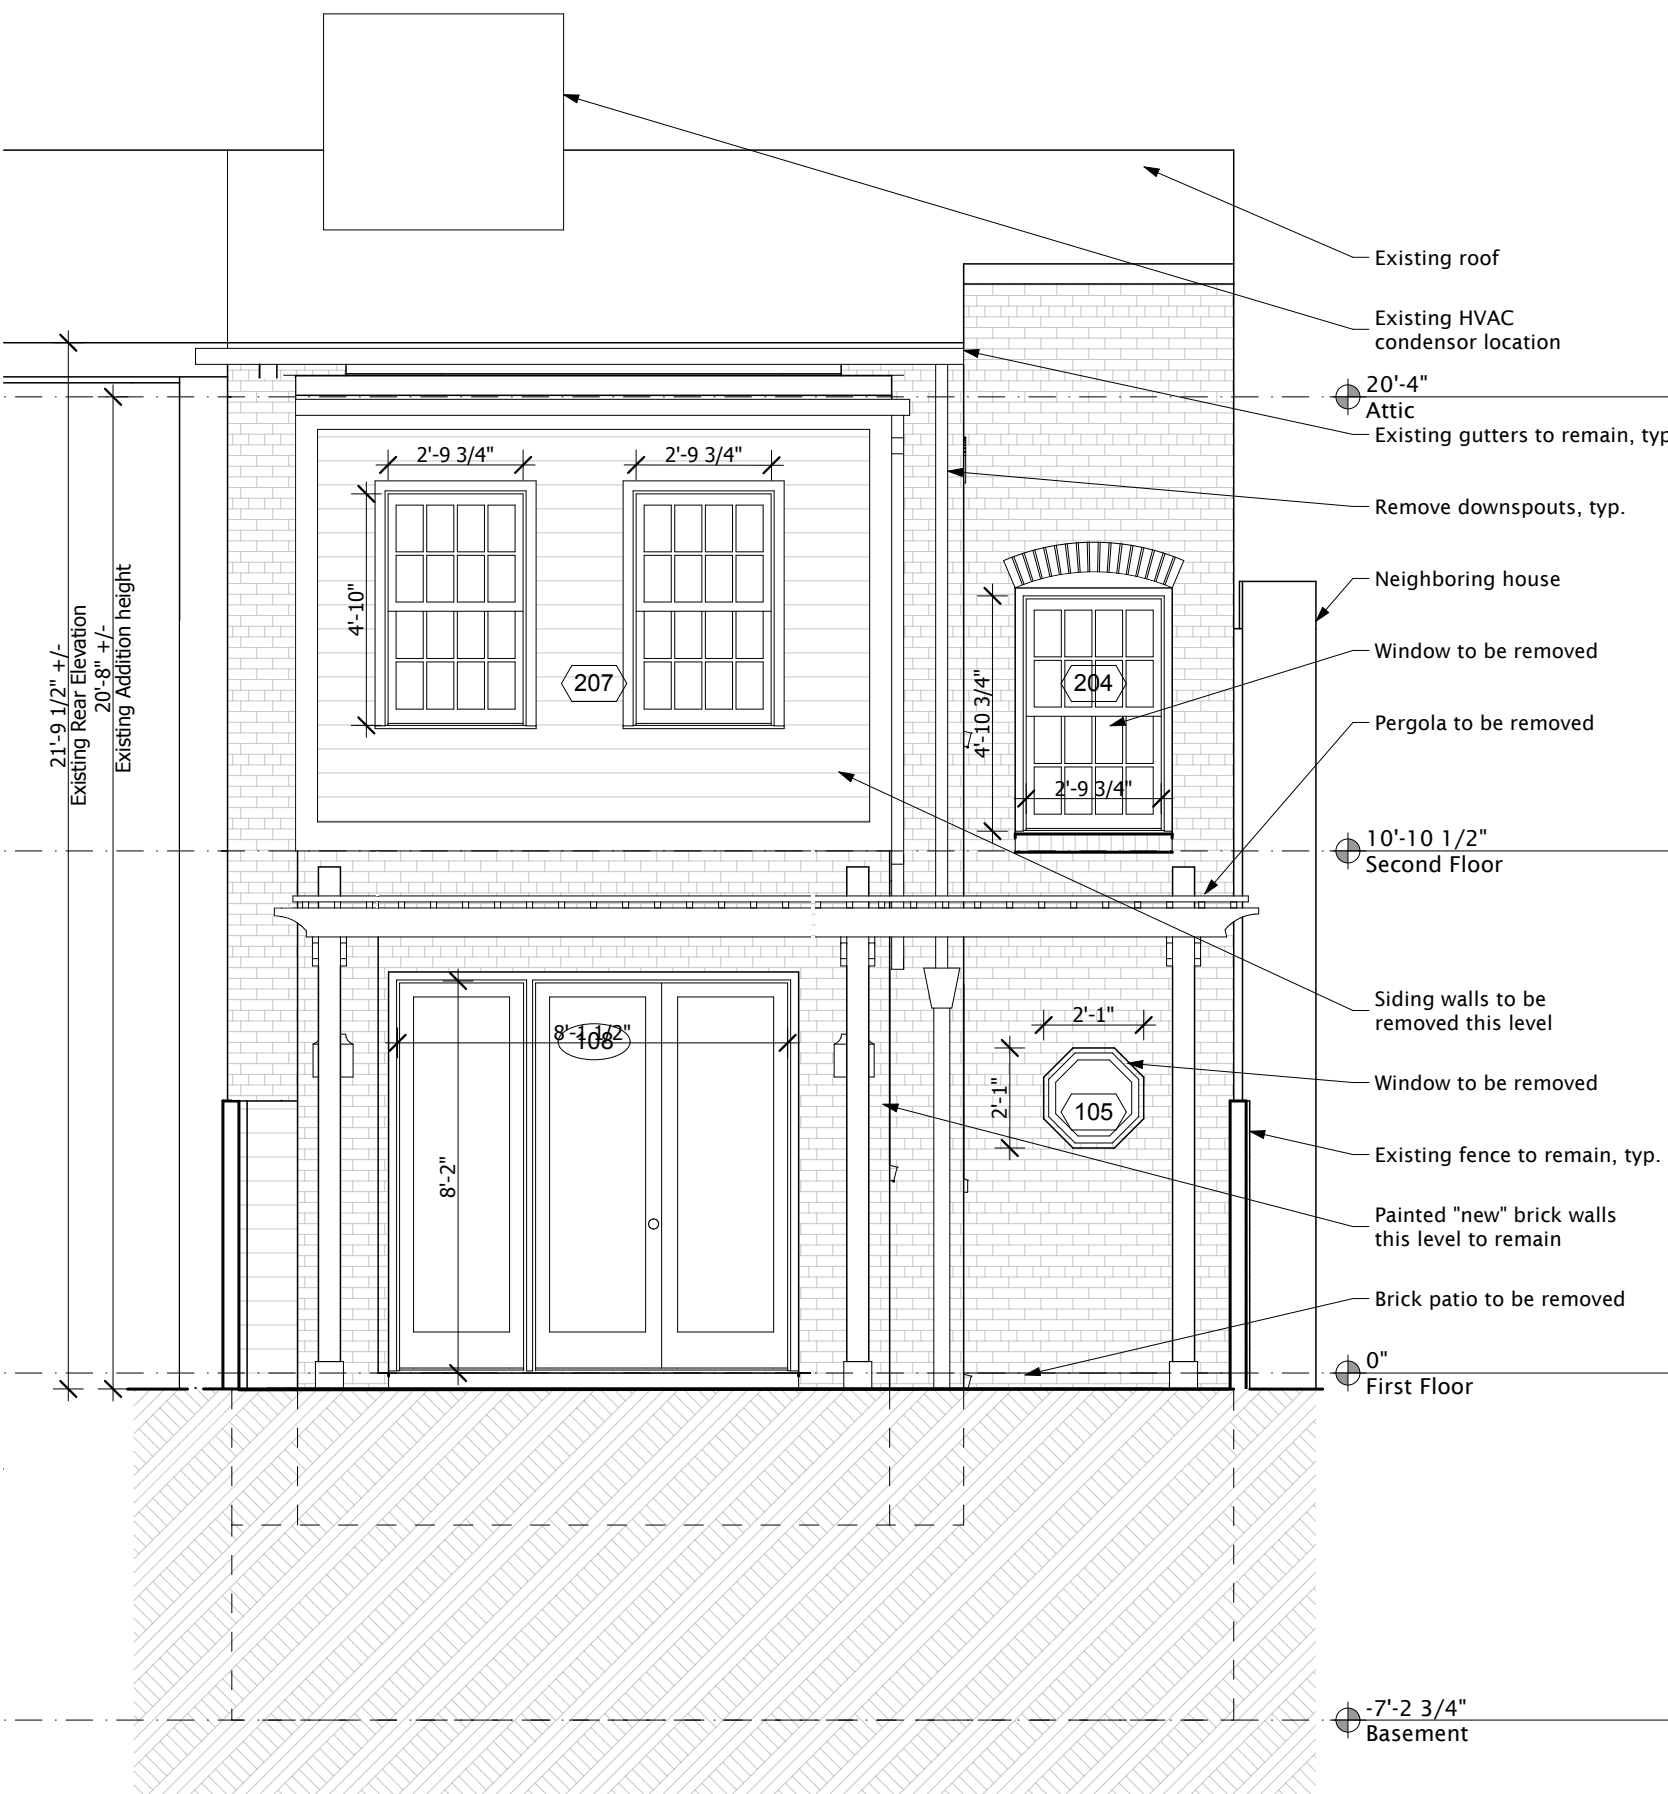 Existing roof
Existing HVAC
condensor location
20'-4"
Attic
Existing gutters to remain, typ
Remove downspouts, typ.
Neighboring house
Window to be removed
Pergola to be removed
10'-10 1/2"
Second Floor
Siding walls to be
removed this level
Window to be removed
Existing fence to remain, typ.
Painted "new" brick walls
this level to remain
Brick patio to be removed
0"
First Floor
-7'-2 3/4"
Basement
21'-9 1/2" +/-
Existing Rear Elevation
20'-8" +/-
Existing Addition height
2'-9 3/4"
2'-9 3/4"
4'-10"
207
204
4'-10 3/4"
2'-9 3/4"
8'-1 1/2"
108
8'-2"
2'-1"
2'-1"
105